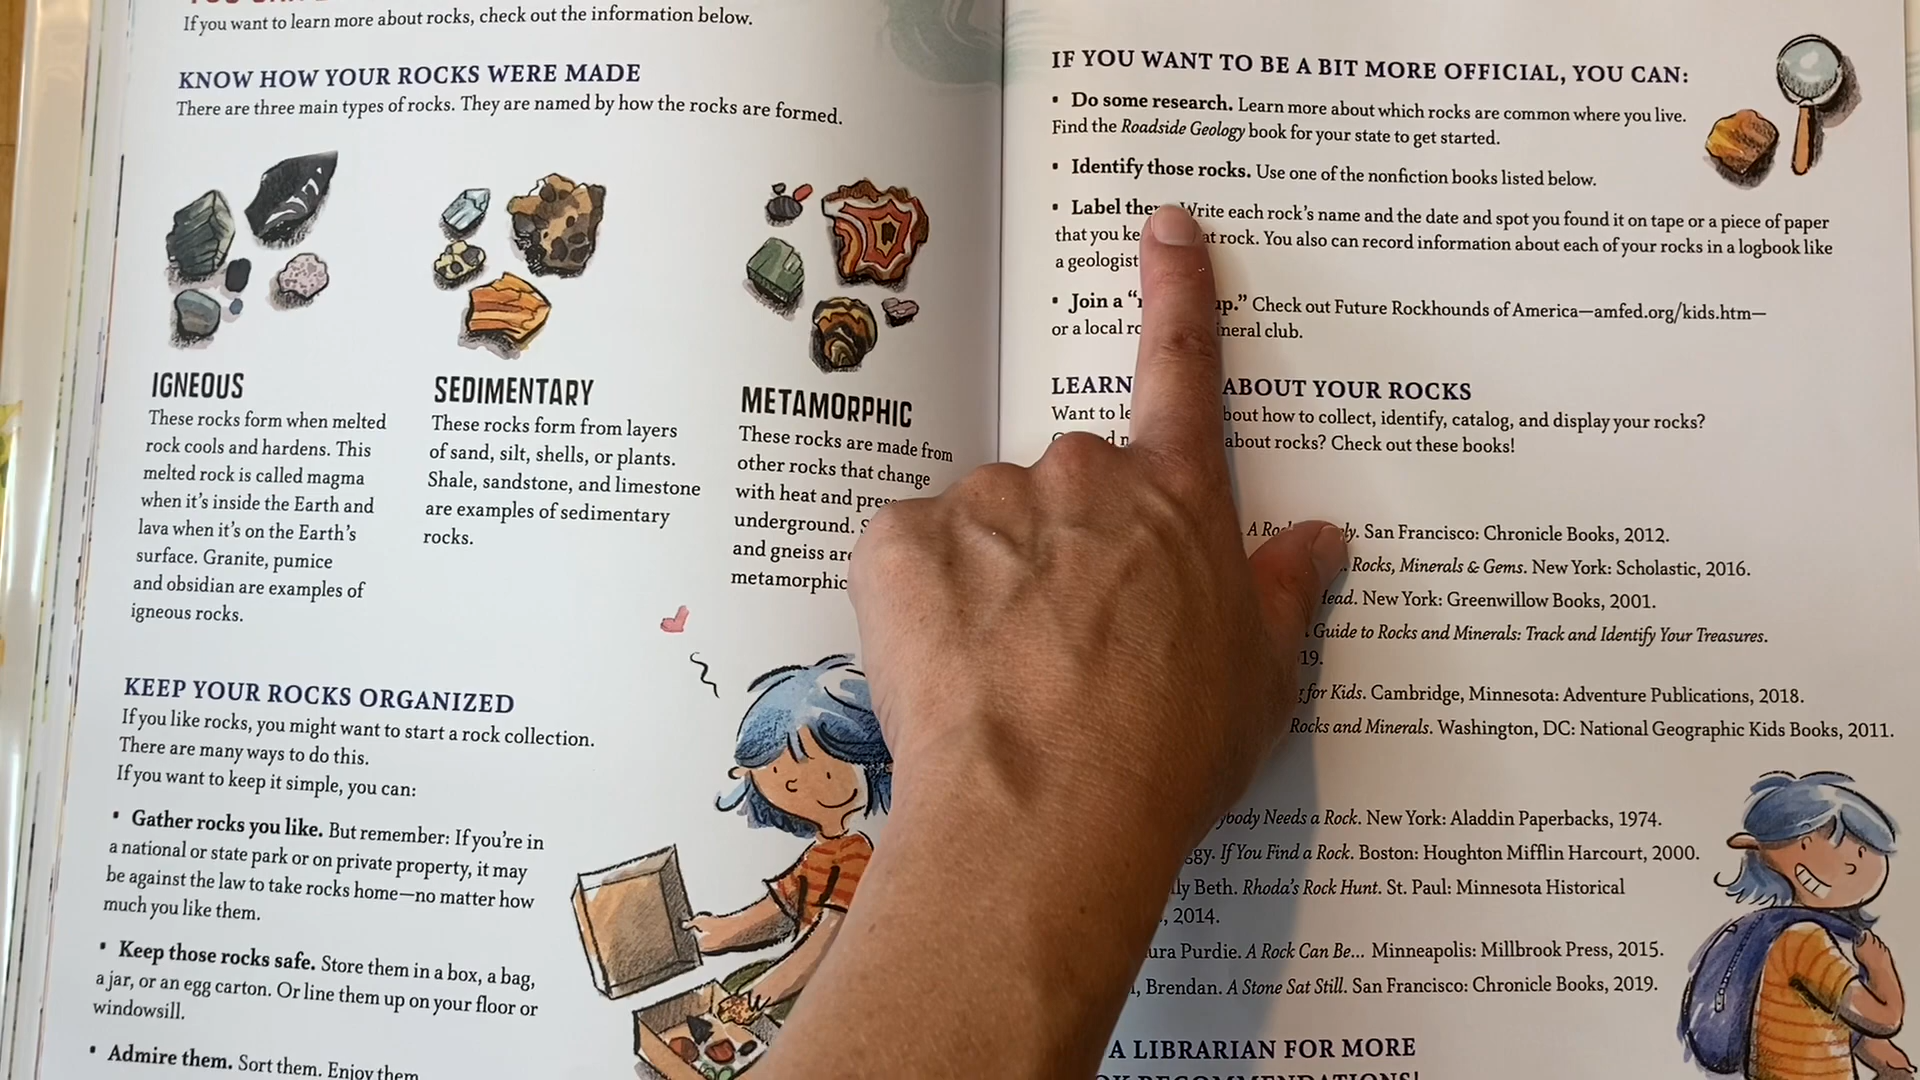 If you want to learn more about rocks, check out the information below.
KNOW HOW YOUR ROCKS WERE MADE
There are three main types of rocks. They are named by how the rocks are formed.
IGNEOUS
These rocks form when melted
rock cools and hardens. This
melted rock is called magma
when it's inside the Earth and
lava when it's on the Earth's
surface. Granite, pumice
and obsidian are examples of
igneous rocks.
SEDIMENTARY
These rocks form from layers
of sand, silt, shells, or plants.
Shale, sandstone, and limestone
are examples of sedimentary
rocks.
METAMORPHIC
These rocks are made from
other rocks that change
with heat and
underground.
and gneiss
metamorphic
KEEP YOUR ROCKS ORGANIZED
If you like rocks, you might want to start a rock collection.
There are many ways to do this.
If you want to keep it simple, you can:
▪ Gather rocks you like. But remember: If you're in
a national or state park or on private property, it may
be against the law to take rocks home—no matter how
much you like them.
▪ Keep those rocks safe. Store them in a box, a bag,
a jar, or an egg carton. Or line them up on your floor or
windowsill.
▪ Admire them. Sort them. Enjoy them
IF YOU WANT TO BE A BIT MORE OFFICIAL, YOU CAN:
▪ Do some research. Learn more about which rocks are common where you live.
Find the Roadside Geology book for your state to get started.
▪ Identify those rocks. Use one of the nonfiction books listed below.
▪ Label Write each rock's name and the date and spot you found it on tape or a piece of paper
that you rock. You also can record information about each of your rocks in a logbook like
a geologist
▪ Join a Check out Future Rockhounds of America—amfed.org/kids.htm—
or a local mineral club.
LEARN ABOUT YOUR ROCKS
Want to about how to collect, identify, catalog, and display your rocks?
about rocks? Check out these books!
A San Francisco: Chronicle Books, 2012.
Rocks, Minerals & Gems. New York: Scholastic, 2016.
New York: Greenwillow Books, 2001.
Guide to Rocks and Minerals: Track and Identify Your Treasures.
for Kids. Cambridge, Minnesota: Adventure Publications, 2018.
Rocks and Minerals. Washington, DC: National Geographic Kids Books, 2011.
Needs a Rock. New York: Aladdin Paperbacks, 1974.
If You Find a Rock. Boston: Houghton Mifflin Harcourt, 2000.
Beth. Rhoda's Rock Hunt. St. Paul: Minnesota Historical
2014.
Purdie. A Rock Can Be... Minneapolis: Millbrook Press, 2015.
Brendan. A Stone Sat Still. San Francisco: Chronicle Books, 2019.
A LIBRARIAN FOR MORE
RECOMMENDATIONS!